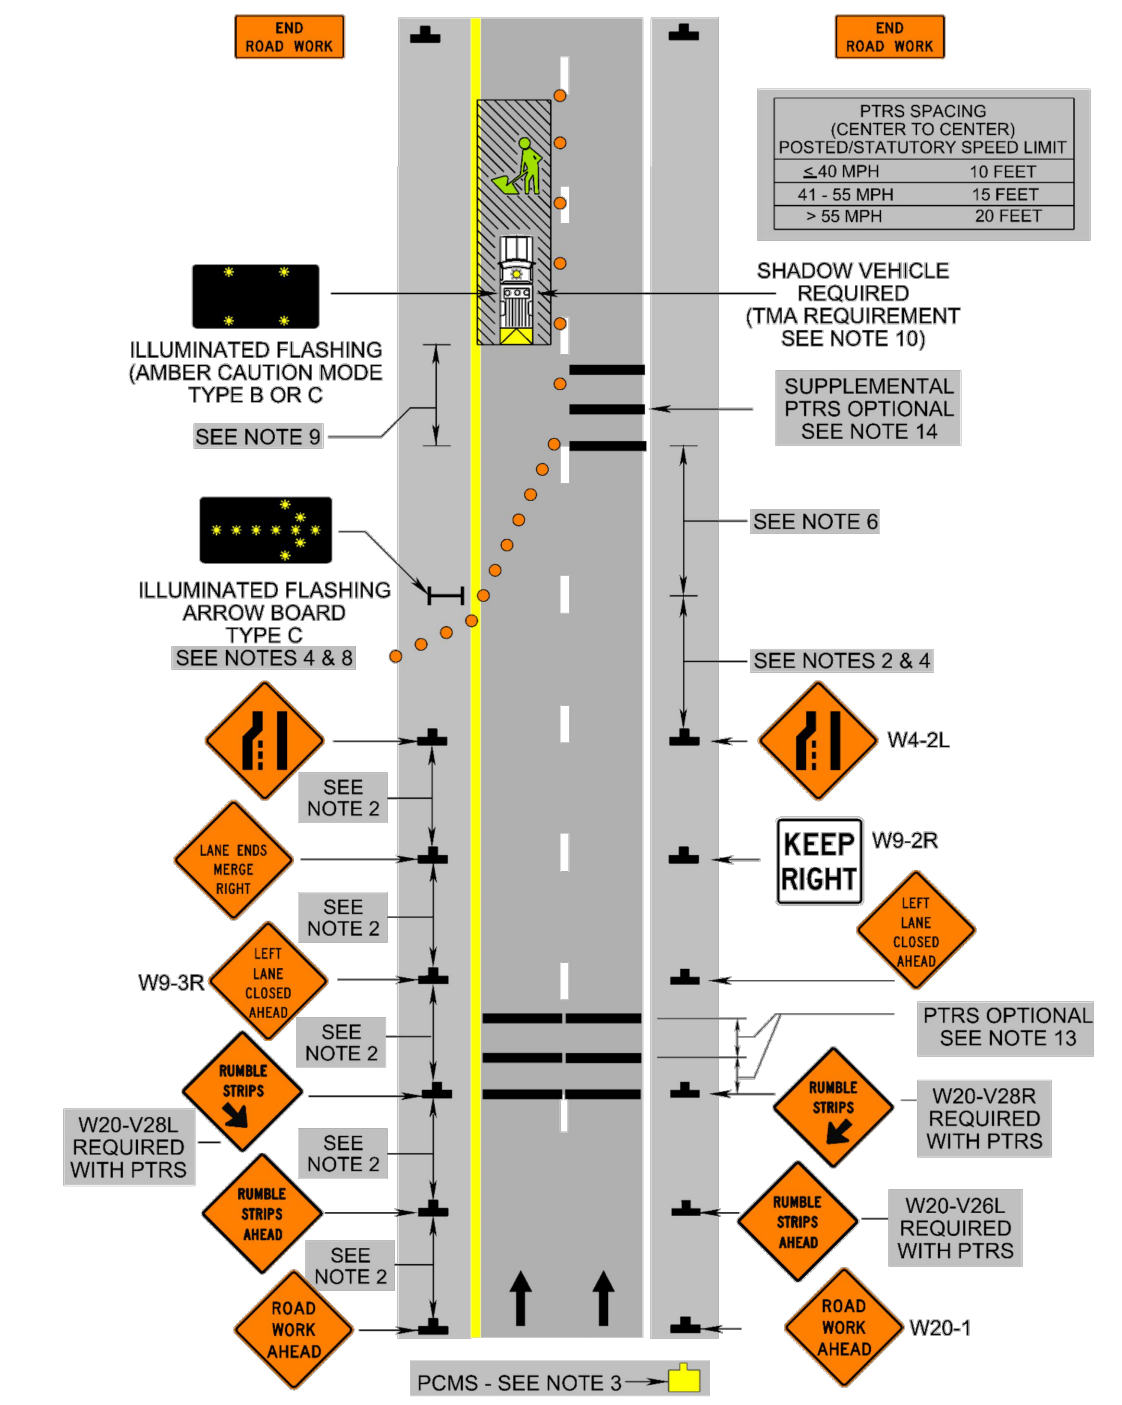 END
ROAD WORK
END
ROAD WORK
PTRS SPACING
(CENTER TO CENTER)
POSTED/STATUTORY SPEED LIMIT
≤40 MPH 10 FEET
41 - 55 MPH 15 FEET
> 55 MPH 20 FEET
SHADOW VEHICLE
REQUIRED
(TMA REQUIREMENT
SEE NOTE 10)
ILLUMINATED FLASHING
(AMBER CAUTION MODE
TYPE B OR C
SUPPLEMENTAL
PTRS OPTIONAL
SEE NOTE 14
SEE NOTE 9
SEE NOTE 6
ILLUMINATED FLASHING
ARROW BOARD
TYPE C
SEE NOTES 4 & 8
SEE NOTES 2 & 4
W4-2L
SEE
NOTE 2
LANE ENDS
MERGE
RIGHT
KEEP
RIGHT
W9-2R
SEE
NOTE 2
LEFT
LANE
CLOSED
AHEAD
W9-3R
LEFT
LANE
CLOSED
AHEAD
SEE
NOTE 2
PTRS OPTIONAL
SEE NOTE 13
RUMBLE
STRIPS
RUMBLE
STRIPS
W20-V28L
REQUIRED
WITH PTRS
W20-V28R
REQUIRED
WITH PTRS
SEE
NOTE 2
RUMBLE
STRIPS
AHEAD
RUMBLE
STRIPS
AHEAD
W20-V26L
REQUIRED
WITH PTRS
SEE
NOTE 2
ROAD
WORK
AHEAD
ROAD
WORK
AHEAD
W20-1
PCMS - SEE NOTE 3